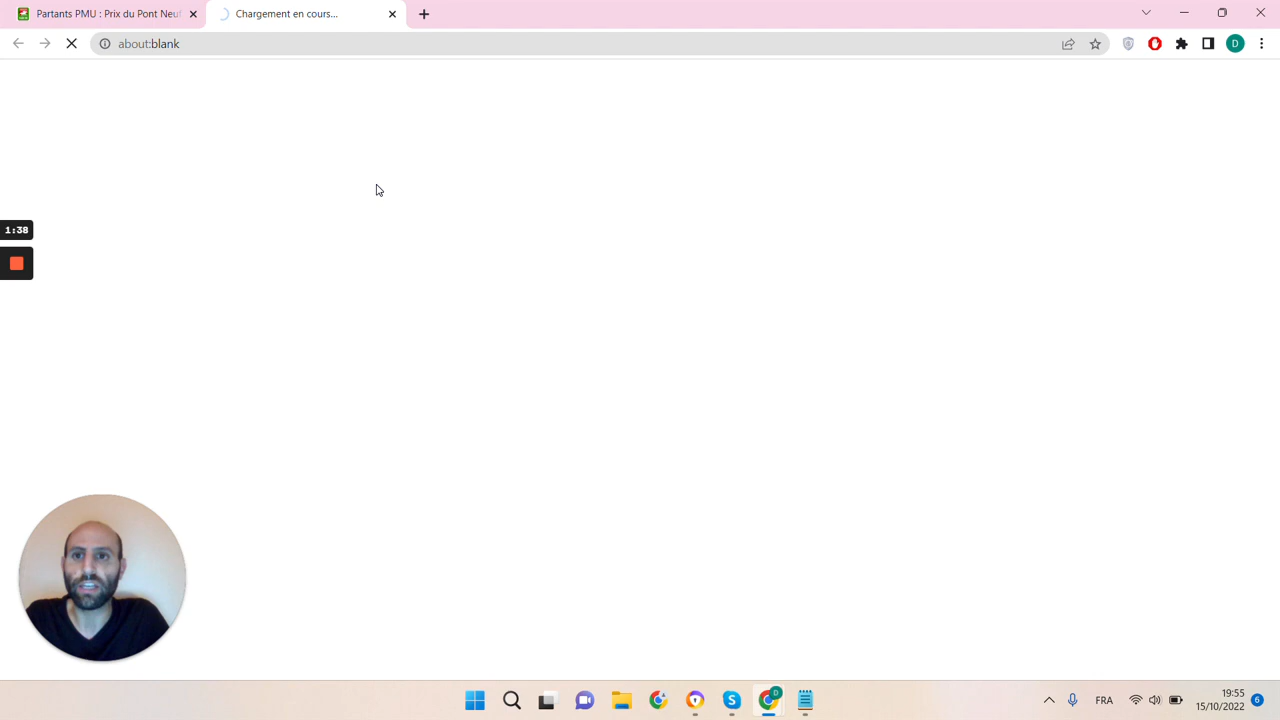 Partants PMU : Prix du Pont Neuf
Chargement en cours...
about:blank
D
1:38
D
FRA
19:55
15/10/2022
6